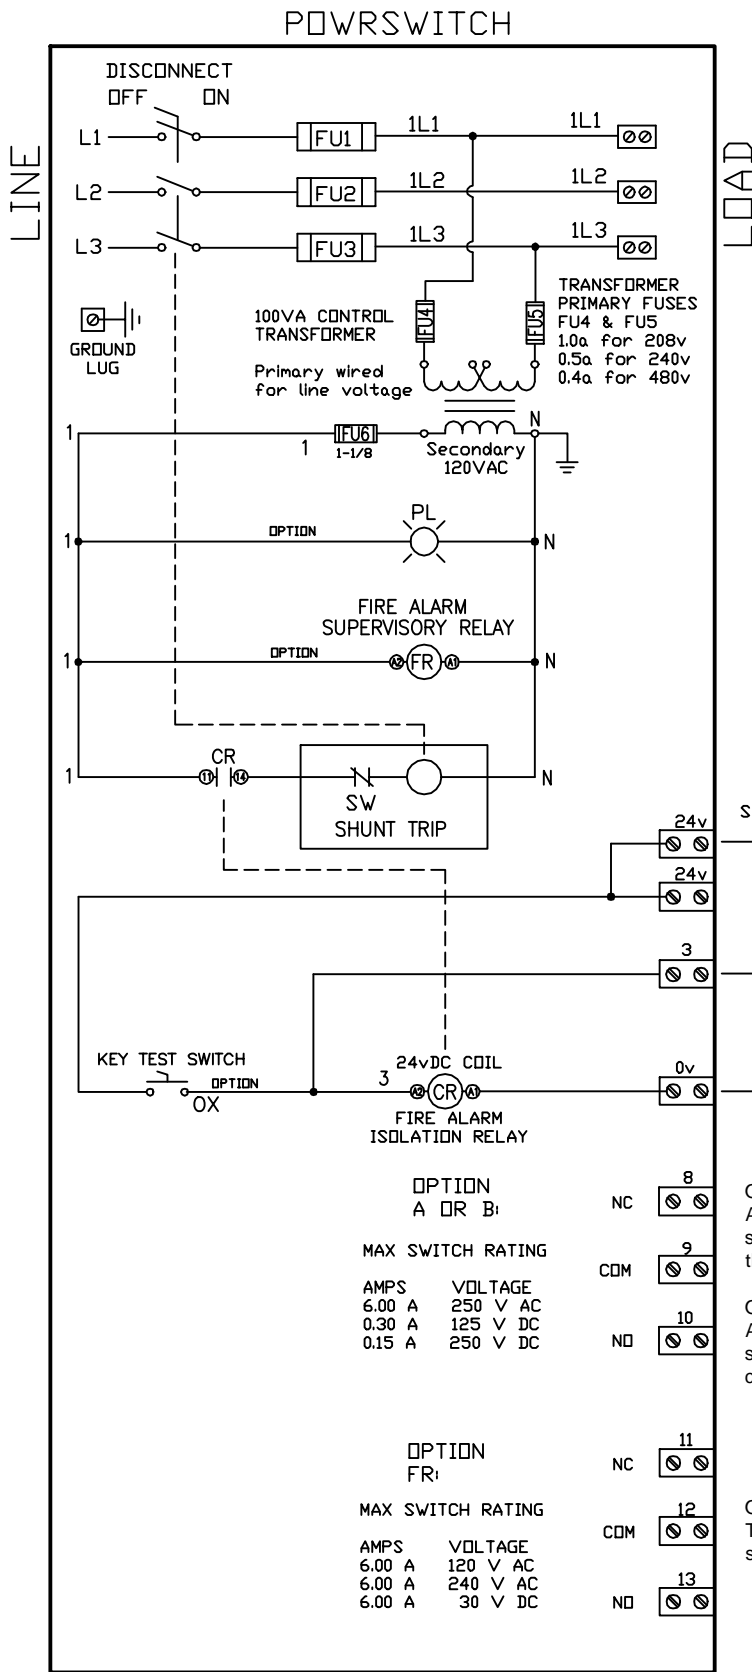 POWRSWITCH
DISCONNECT
OFF ON
LINE
LOAD
L1 FU1 1L1 1L1
L2 FU2 1L2 1L2
L3 FU3 1L3 1L3
GROUND
LUG
100VA CONTROL
TRANSFORMER
Primary wired
for line voltage
FU4
FU5
TRANSFORMER
PRIMARY FUSES
FU4 & FU5
1.0a for 208v
0.5a for 240v
0.4a for 480v
1 1 FU6 N
1-1/8
Secondary
120VAC
PL
1 OPTION N
FIRE ALARM
SUPERVISORY RELAY
1 OPTION A2 FR A1 N
CR
1 11 14 N
SW
SHUNT TRIP
24v
24v
3
KEY TEST SWITCH
OPTION
OX
24vDC COIL
3 A2 CR A1 0v
FIRE ALARM
ISOLATION RELAY
OPTION
A OR B:
MAX SWITCH RATING
AMPS VOLTAGE
6.00 A 250 V AC
0.30 A 125 V DC
0.15 A 250 V DC
8
NC
9
COM
10
NO
OPTION
FR:
MAX SWITCH RATING
AMPS VOLTAGE
6.00 A 120 V AC
6.00 A 240 V AC
6.00 A 30 V DC
11
NC
12
COM
13
NO